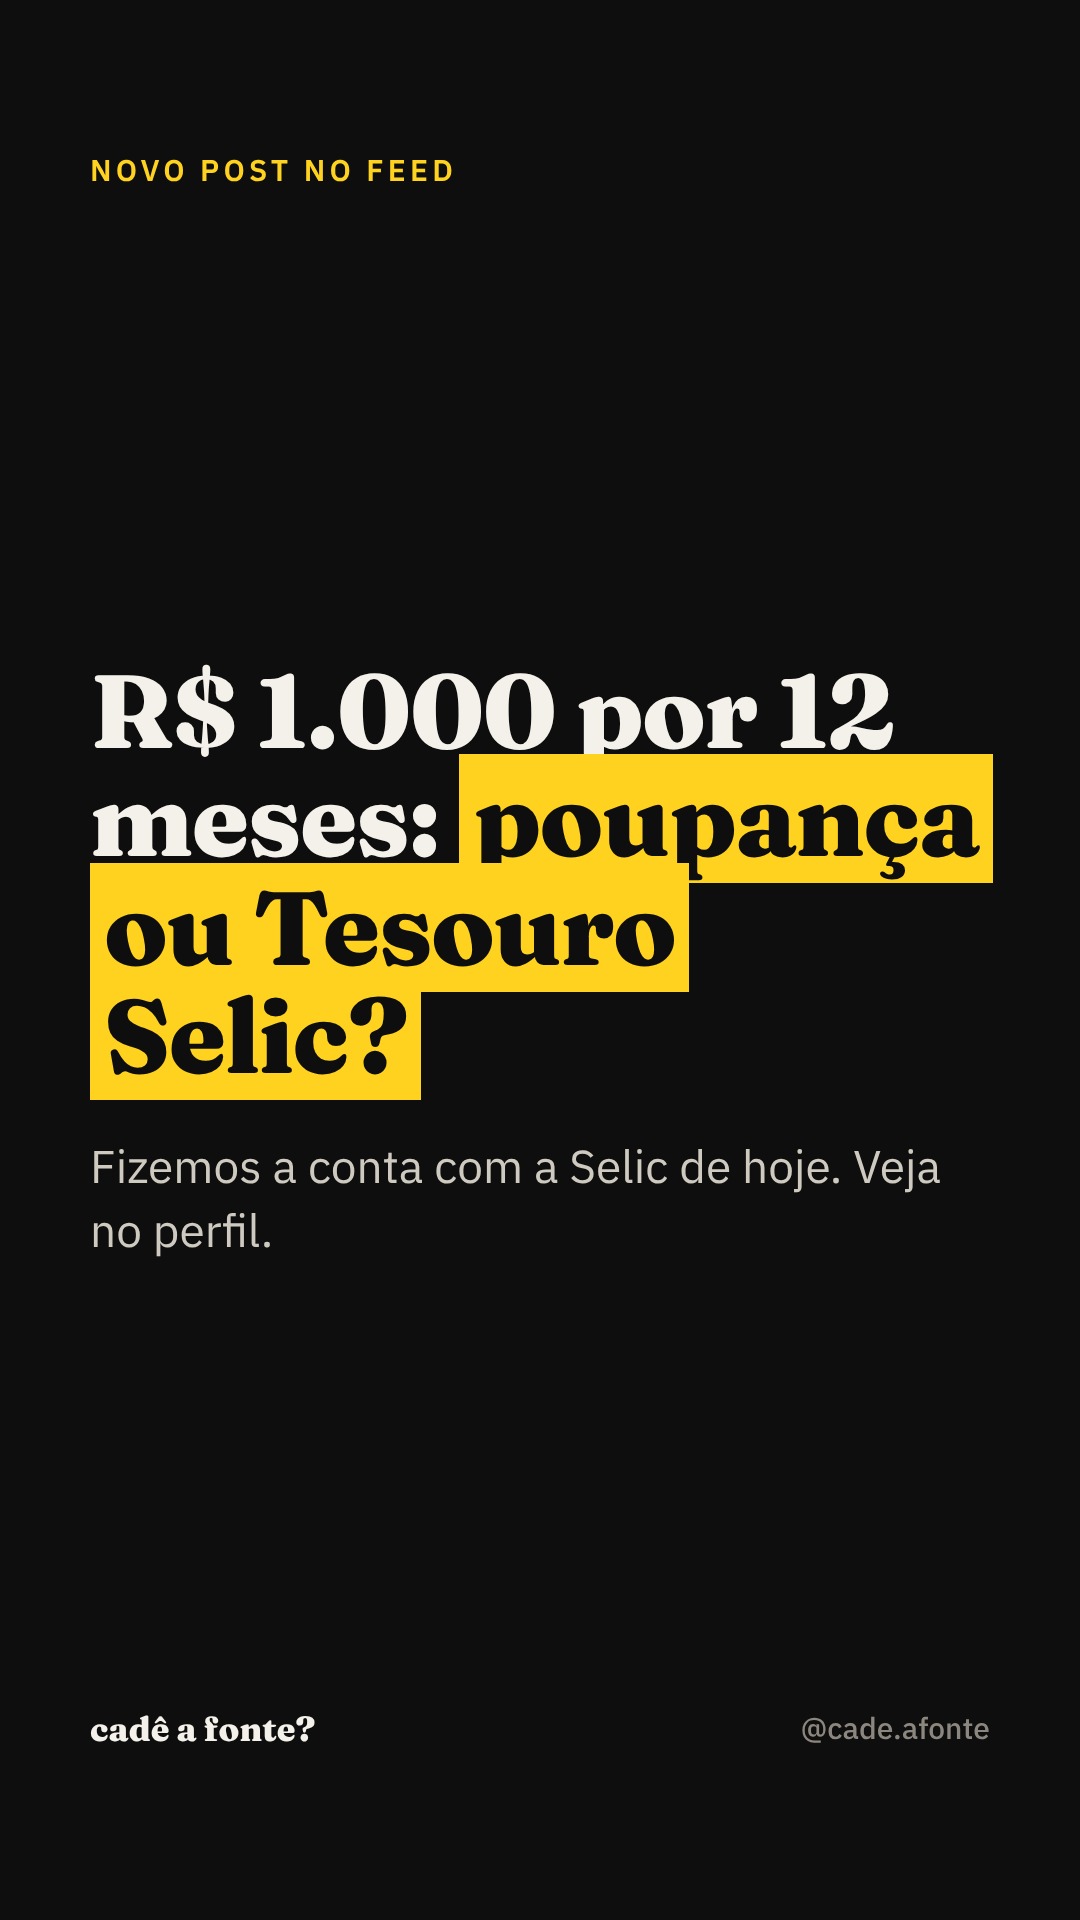 NOVO POST NO FEED
R$ 1.000 por 12
meses: poupança
ou Tesouro
Selic?
Fizemos a conta com a Selic de hoje. Veja
no perfil.
cadê a fonte?
@cade.afonte